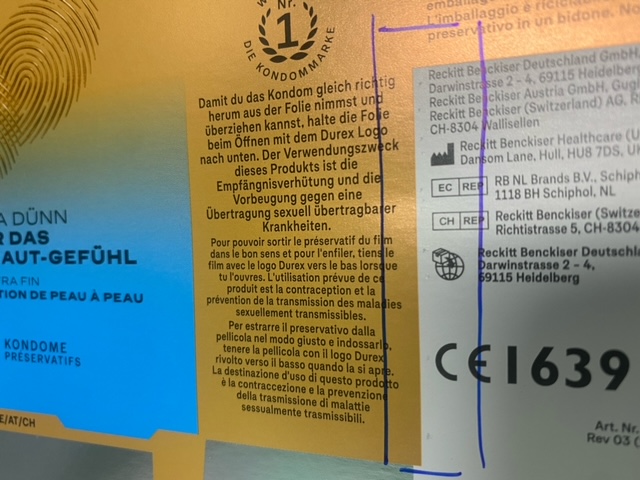 Nr.
1
DIE KONDOMMARKE
Damit du das Kondom gleich richtig
herum aus der Folie nimmst und
überziehen kannst, halte die Folie
beim Öffnen mit dem Durex Logo
nach unten. Der Verwendungszweck
dieses Produkts ist die
Empfängnisverhütung und die
Vorbeugung gegen eine
Übertragung sexuell übertragbarer
Krankheiten.
Pour pouvoir sortir le préservatif du film
dans le bon sens et pour l'enfiler, tiens le
film avec le logo Durex vers le bas lorsque
tu l'ouvres. L'utilisation prévue de ce
produit est la contraception et la
prévention de la transmission des maladies
sexuellement transmissibles.
Per estrarre il preservativo dalla
pellicola nel modo giusto e indossarlo,
tenere la pellicola con il logo Durex
rivolto verso il basso quando la si apre.
La destinazione d'uso di questo prodotto
è la contraccezione e la prevenzione
della trasmissione di malattie
sessualmente trasmissibili.
DÜNN
DAS
AUT-GEFÜHL
FIN
TION DE PEAU À PEAU
KONDOME
PRÉSERVATIFS
E/AT/CH
L'imballaggio è
preservativo in un bidone.
Reckitt Benckiser Deutschland GmbH
Darwinstrasse 2 - 4, 69115 Heidelberg
Reckitt Benckiser Austria GmbH,
Reckitt Benckiser (Switzerland) AG,
CH-8304 Wallisellen
Reckitt Benckiser Healthcare
Dansom Lane, Hull, HU8 7DS,
EC REP
RB NL Brands B.V.,
1118 BH Schiphol, NL
CH REP
Reckitt Benckiser
Richtistrasse 5,
Reckitt Benckiser
Darwinstrasse 2 - 4,
69115 Heidelberg
CE1639
Art. Nr.
Rev 03